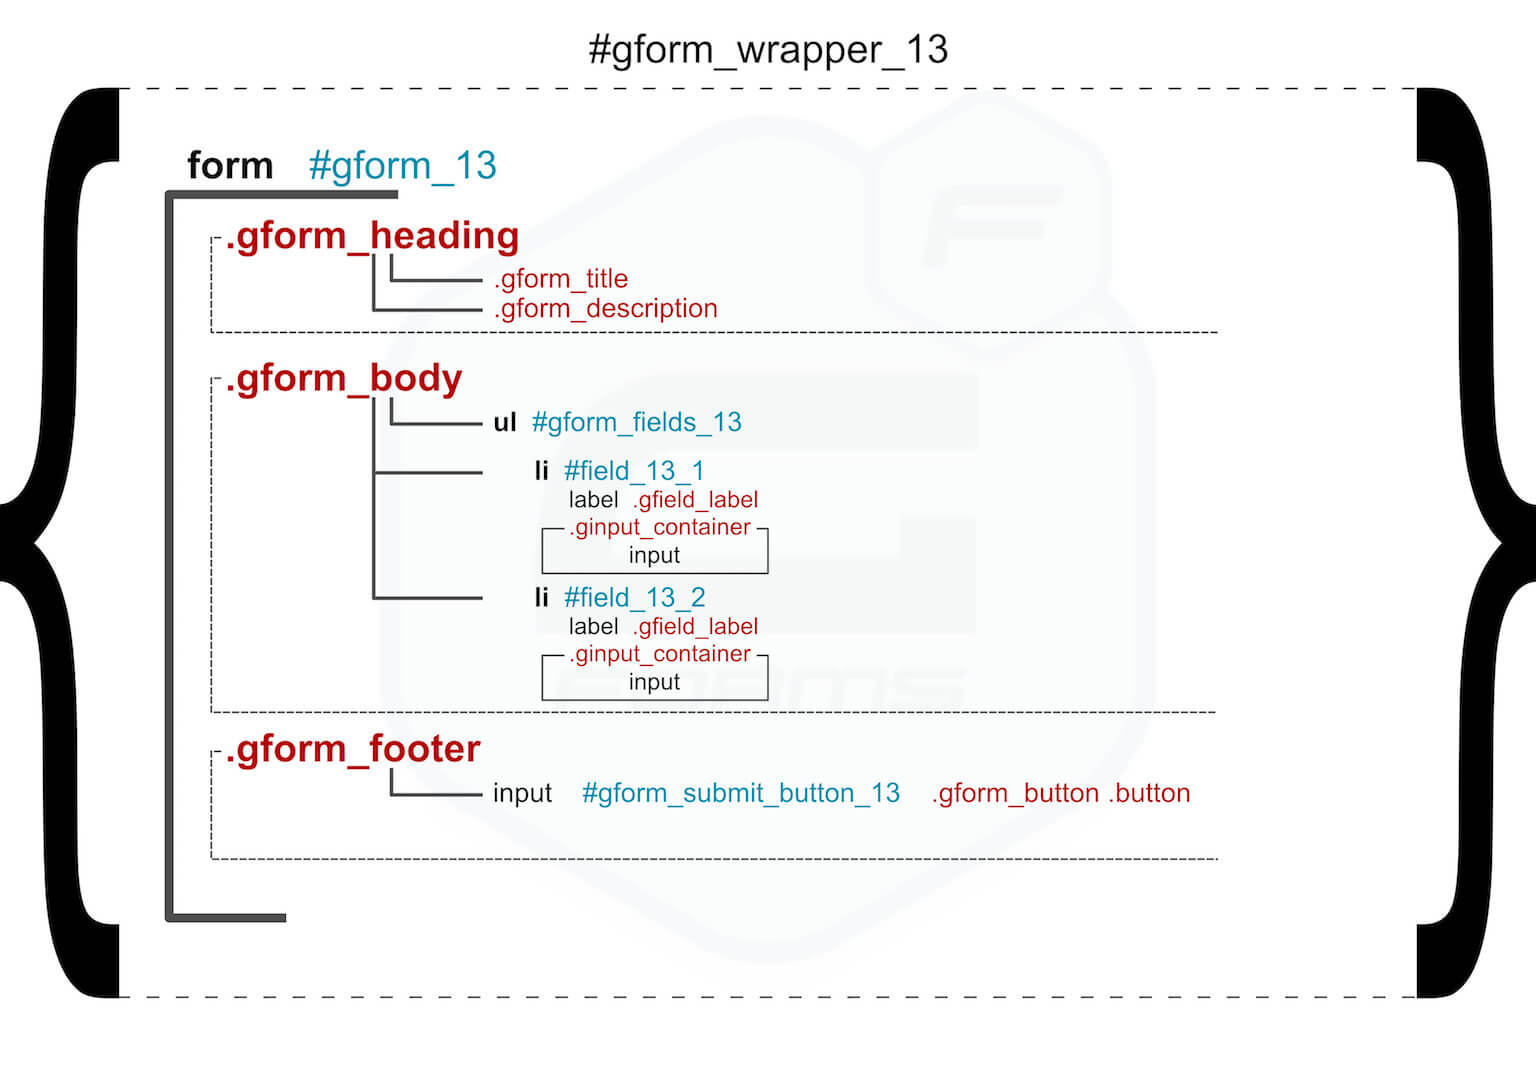 #gform_wrapper_13
form #gform_13
.gform_heading
.gform_title
.gform_description
.gform_body
ul #gform_fields_13
li #field_13_1
label .gfield_label
.ginput_container
input
li #field_13_2
label .gfield_label
.ginput_container
input
.gform_footer
input #gform_submit_button_13 .gform_button .button